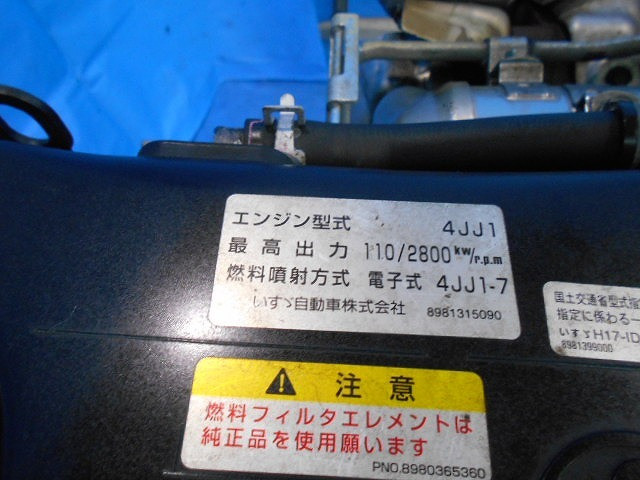 エンジン型式 4JJ1
最高出力 110/2800 kw/r.p.m
燃料噴射方式 電子式 4JJ1-7
いすゞ自動車株式会社 8981315090
国土交通省型式
指定に係わる一
いすゞH17-ID
8981399000
注意
燃料フィルタエレメントは
純正品を使用願います
PNO.8980365360